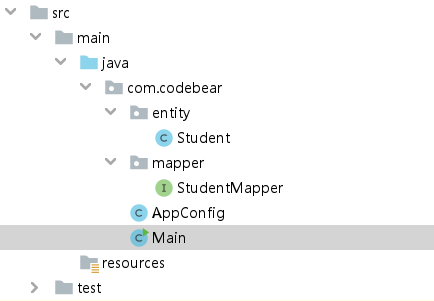 src
main
java
com.codebear
entity
C Student
mapper
I StudentMapper
C AppConfig
C Main
resources
test